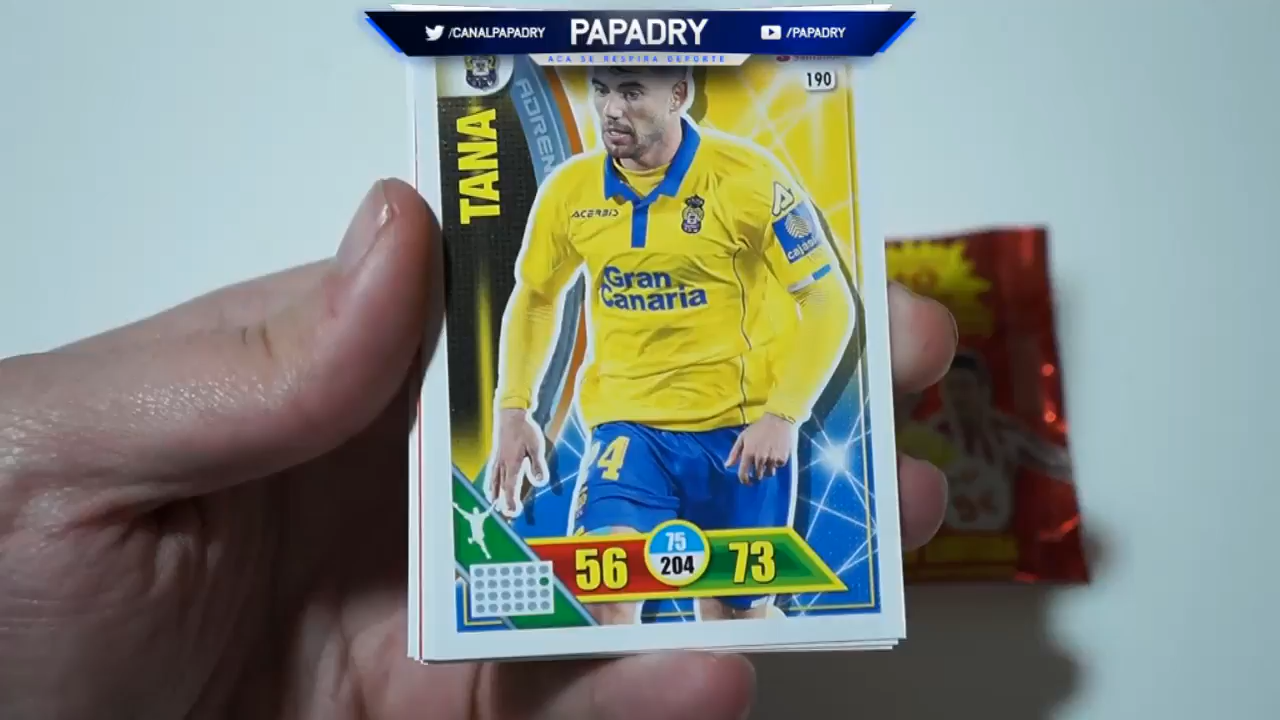 /CANALPAPADRY
PAPADRY
/PAPADRY
ACA SE RESPIRA DEPORTE
190
TANA
ADREN
ACERBIS
Gran
Canaria
4
56
75
204
73